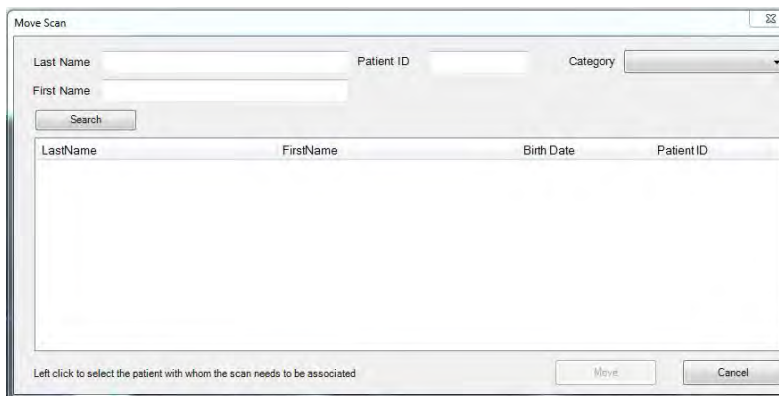 Move Scan
Last Name Patient ID Category
First Name
Search
LastName FirstName Birth Date Patient ID
Left click to select the patient with whom the scan needs to be associated Move Cancel